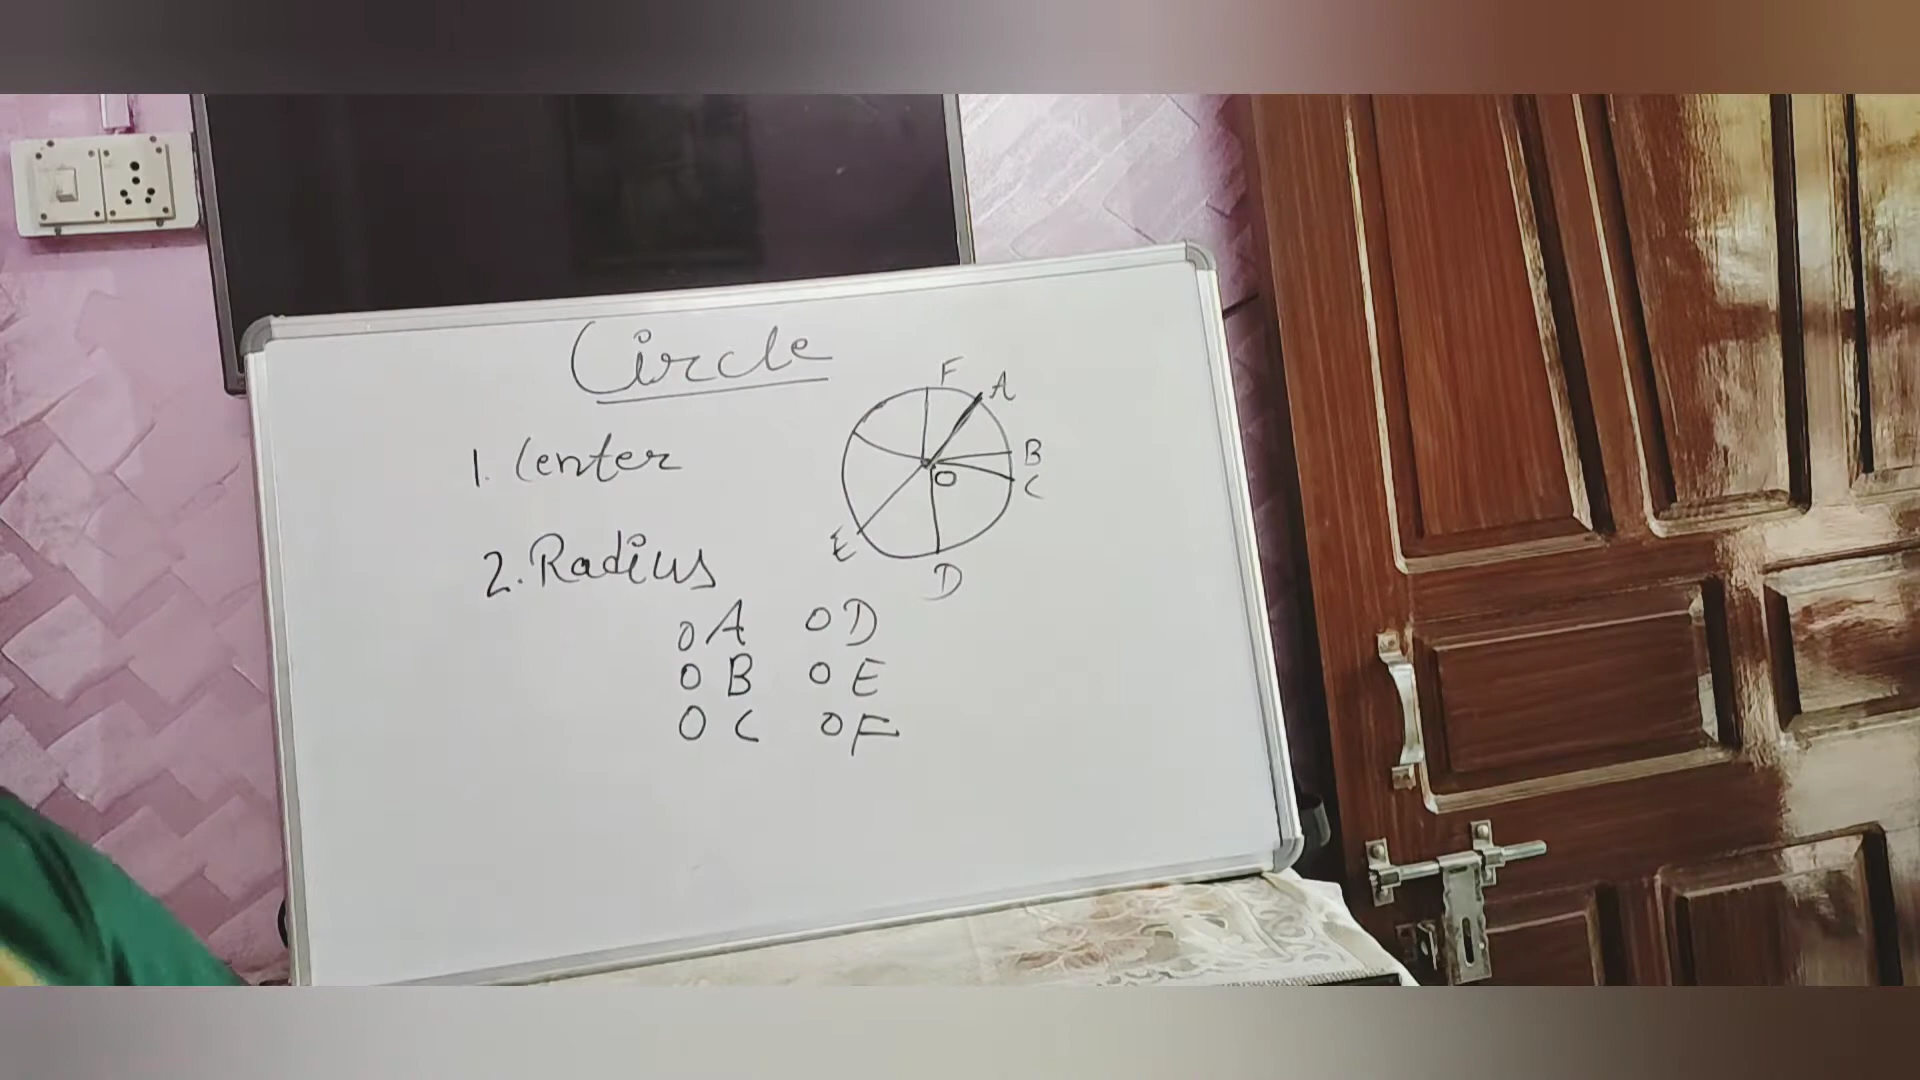 Circle
1. Center
2. Radius
OA OD
OB OE
OC OF
F
A
B
C
O
E
D